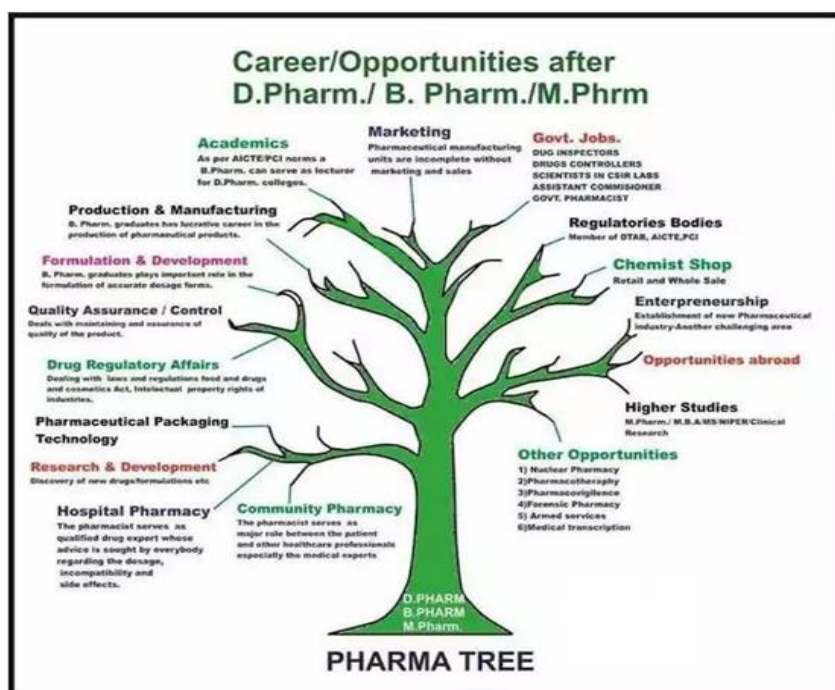 Career/Opportunities after
D.Pharm./ B. Pharm./M.Phrm
Academics
As per AICTE/PCI norms a
B.Pharm. can serve as lecturer
for D.Pharm. colleges.
Marketing
Pharmaceutical manufacturing
units are incomplete without
marketing and sales
Govt. Jobs.
DUG INSPECTORS
DRUGS CONTROLLERS
SCIENTISTS IN CSIR LABS
ASSISTANT COMMISIONER
GOVT. PHARMACIST
Production & Manufacturing
B. Pharm. graduates has lucrative career in the
production of pharmaneutical products.
Regulatories Bodies
Member of DTAB, AICTE,PCI
Formulation & Development
B. Pharm. graduates plays important role in the
formulation of accurate dosage forms.
Chemist Shop
Retail and Whole Sale
Quality Assurance / Control
Deals with maintaining and assurance of
quality of the product.
Enterpreneurship
Establishment of new Pharmaceutical
industry-Another challenging area
Drug Regulatory Affairs
Dealing with laws and regulations food and drugs
and cosmetics Act, Intelectual property rights of
industries.
Opportunities abroad
Pharmaceutical Packaging
Technology
Higher Studies
M.Pharm./ M.B.A/MS/NIPER/Clinical
Research
Research & Development
Discovery of new drugs/formulations etc
Other Opportunities
1) Nuclear Pharmacy
2)Pharmacotheraphy
3)Pharmacovigilence
4)Forensic Pharmacy
5) Armed services
6)Medical transcription
Hospital Pharmacy
The pharmacist serves as
qualified drug expert whose
advice is sought by everybody
regarding the dosage,
incompatibility and
side effects.
Community Pharmacy
The pharmacist serves as
major role between the patient
and other healthcare professionals
especially the medical experts
D.PHARM
B.PHARM
M.Pharm.
PHARMA TREE